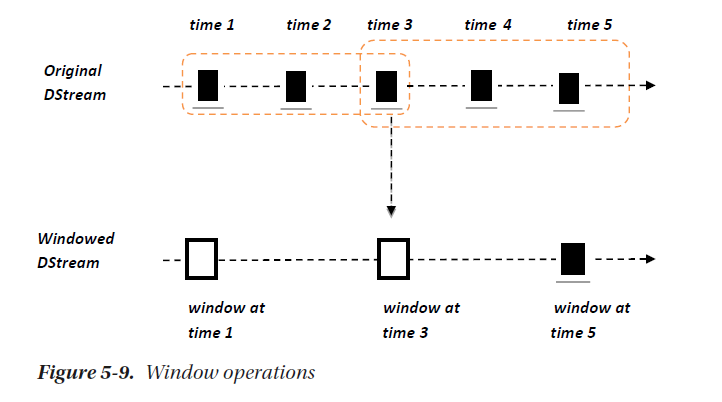 time 1 time 2 time 3 time 4 time 5
Original
DStream
Windowed
DStream
window at
time 1
window at
time 3
window at
time 5
Figure 5-9. Window operations